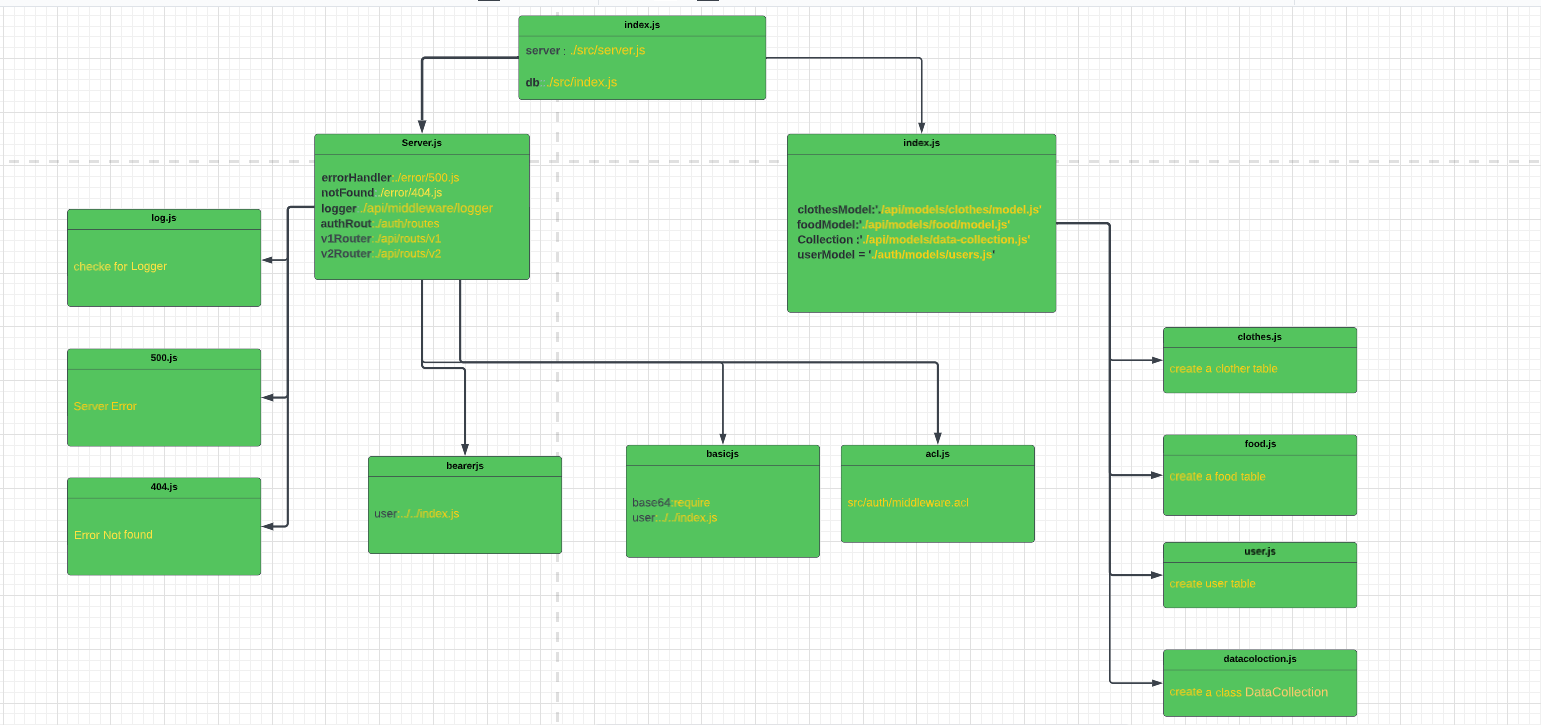 index.js
server : ./src/server.js
db ./src/index.js
Server.js
errorHandler:./error/500.js
notFound ./error/404.js
logger ./api/middleware/logger
authRout ./auth/routes
v1Router:./api/routs/v1
v2Router:./api/routs/v2
index.js
clothesModel:'./api/models/clothes/model.js'
foodModel:'./api/models/food/model.js'
Collection :'./api/models/data-collection.js'
userModel = './auth/models/users.js'
log.js
checke for Logger
500.js
Server Error
404.js
Error Not found
bearerjs
user:../../index.js
basicjs
base64:require
user:../../index.js
acl.js
src/auth/middleware.acl
clothes.js
create a clother table
food.js
create a food table
user.js
create user table
datacoloction.js
create a class DataCollection